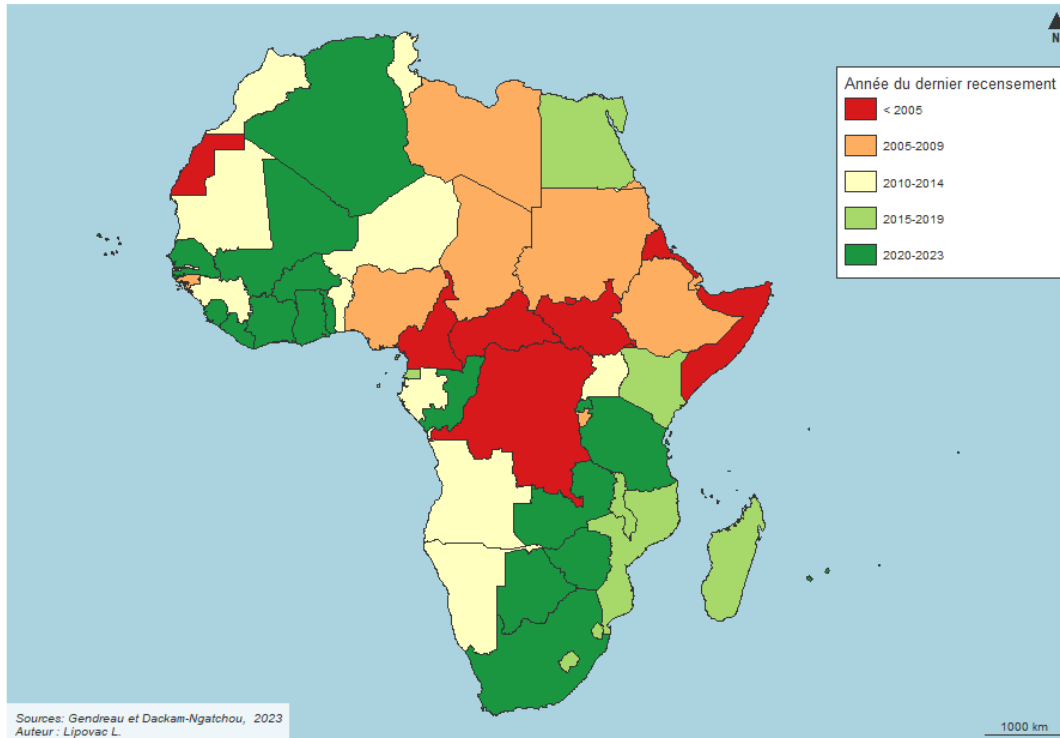 N
Année du dernier recensement
< 2005
2005-2009
2010-2014
2015-2019
2020-2023
Sources: Gendreau et Dackam-Ngatchou, 2023
Auteur : Lipovac L.
1000 km